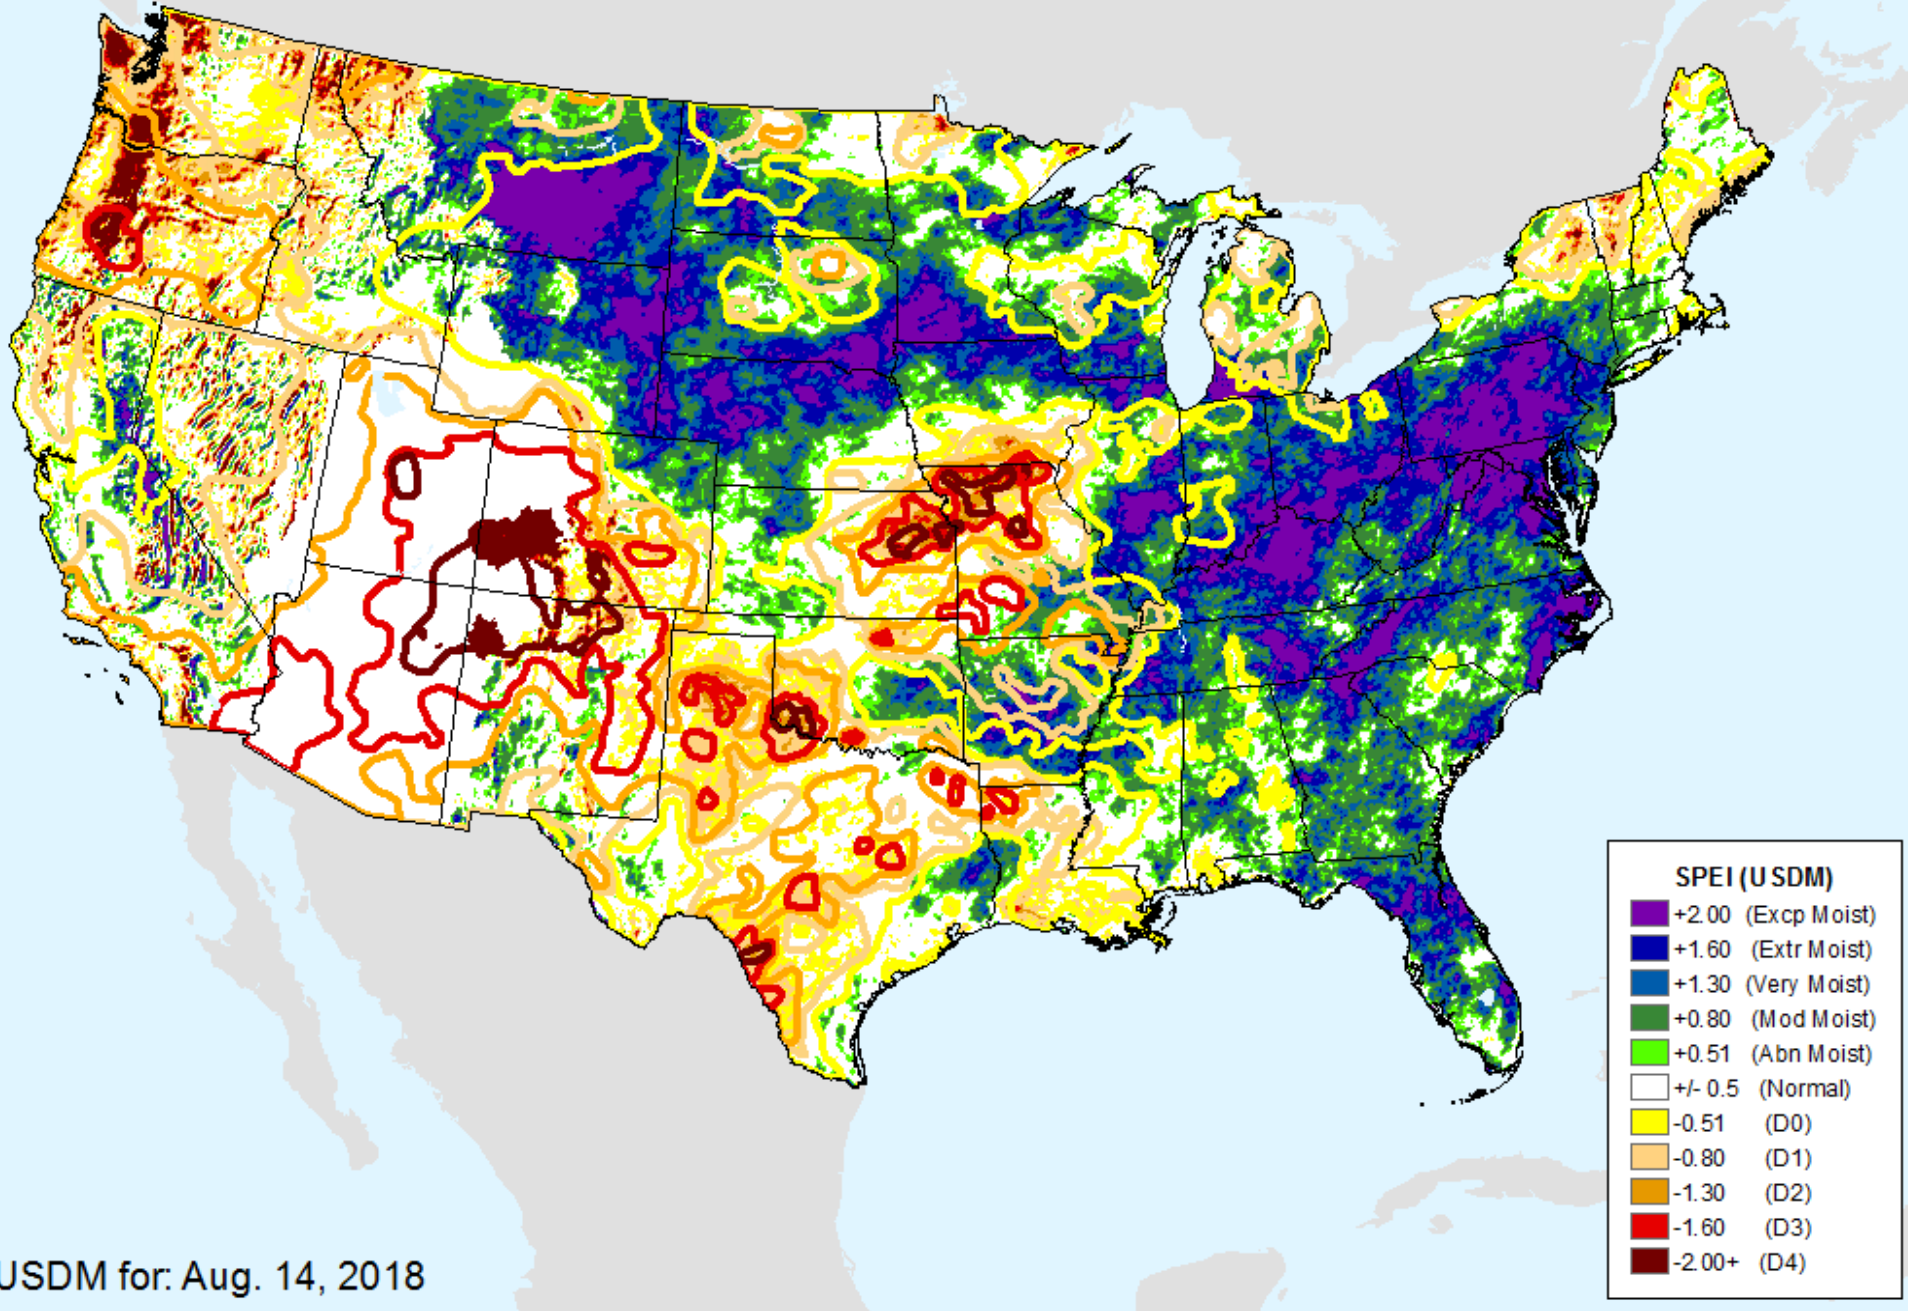 SPEI (USDM)
+2.00 (Excp Moist)
+1.60 (Extr Moist)
+1.30 (Very Moist)
+0.80 (Mod Moist)
+0.51 (Abn Moist)
+/- 0.5 (Normal)
-0.51 (D0)
-0.80 (D1)
-1.30 (D2)
-1.60 (D3)
-2.00+ (D4)
USDM for: Aug. 14, 2018